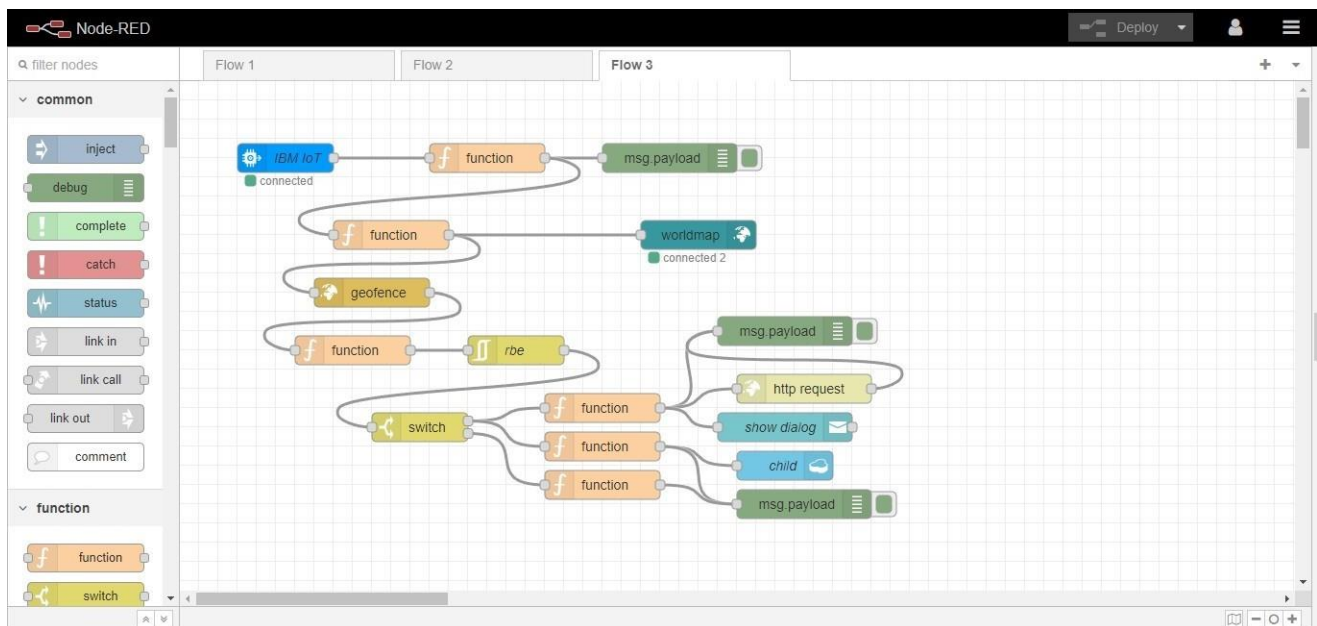 Node-RED
Deploy
filter nodes
Flow 1
Flow 2
Flow 3
common
inject
debug
complete
catch
status
link in
link call
link out
comment
function
function
switch
IBM IoT
connected
function
msg.payload
function
worldmap
connected 2
geofence
function
rbe
msg.payload
http request
function
switch
show dialog
function
child
function
msg.payload